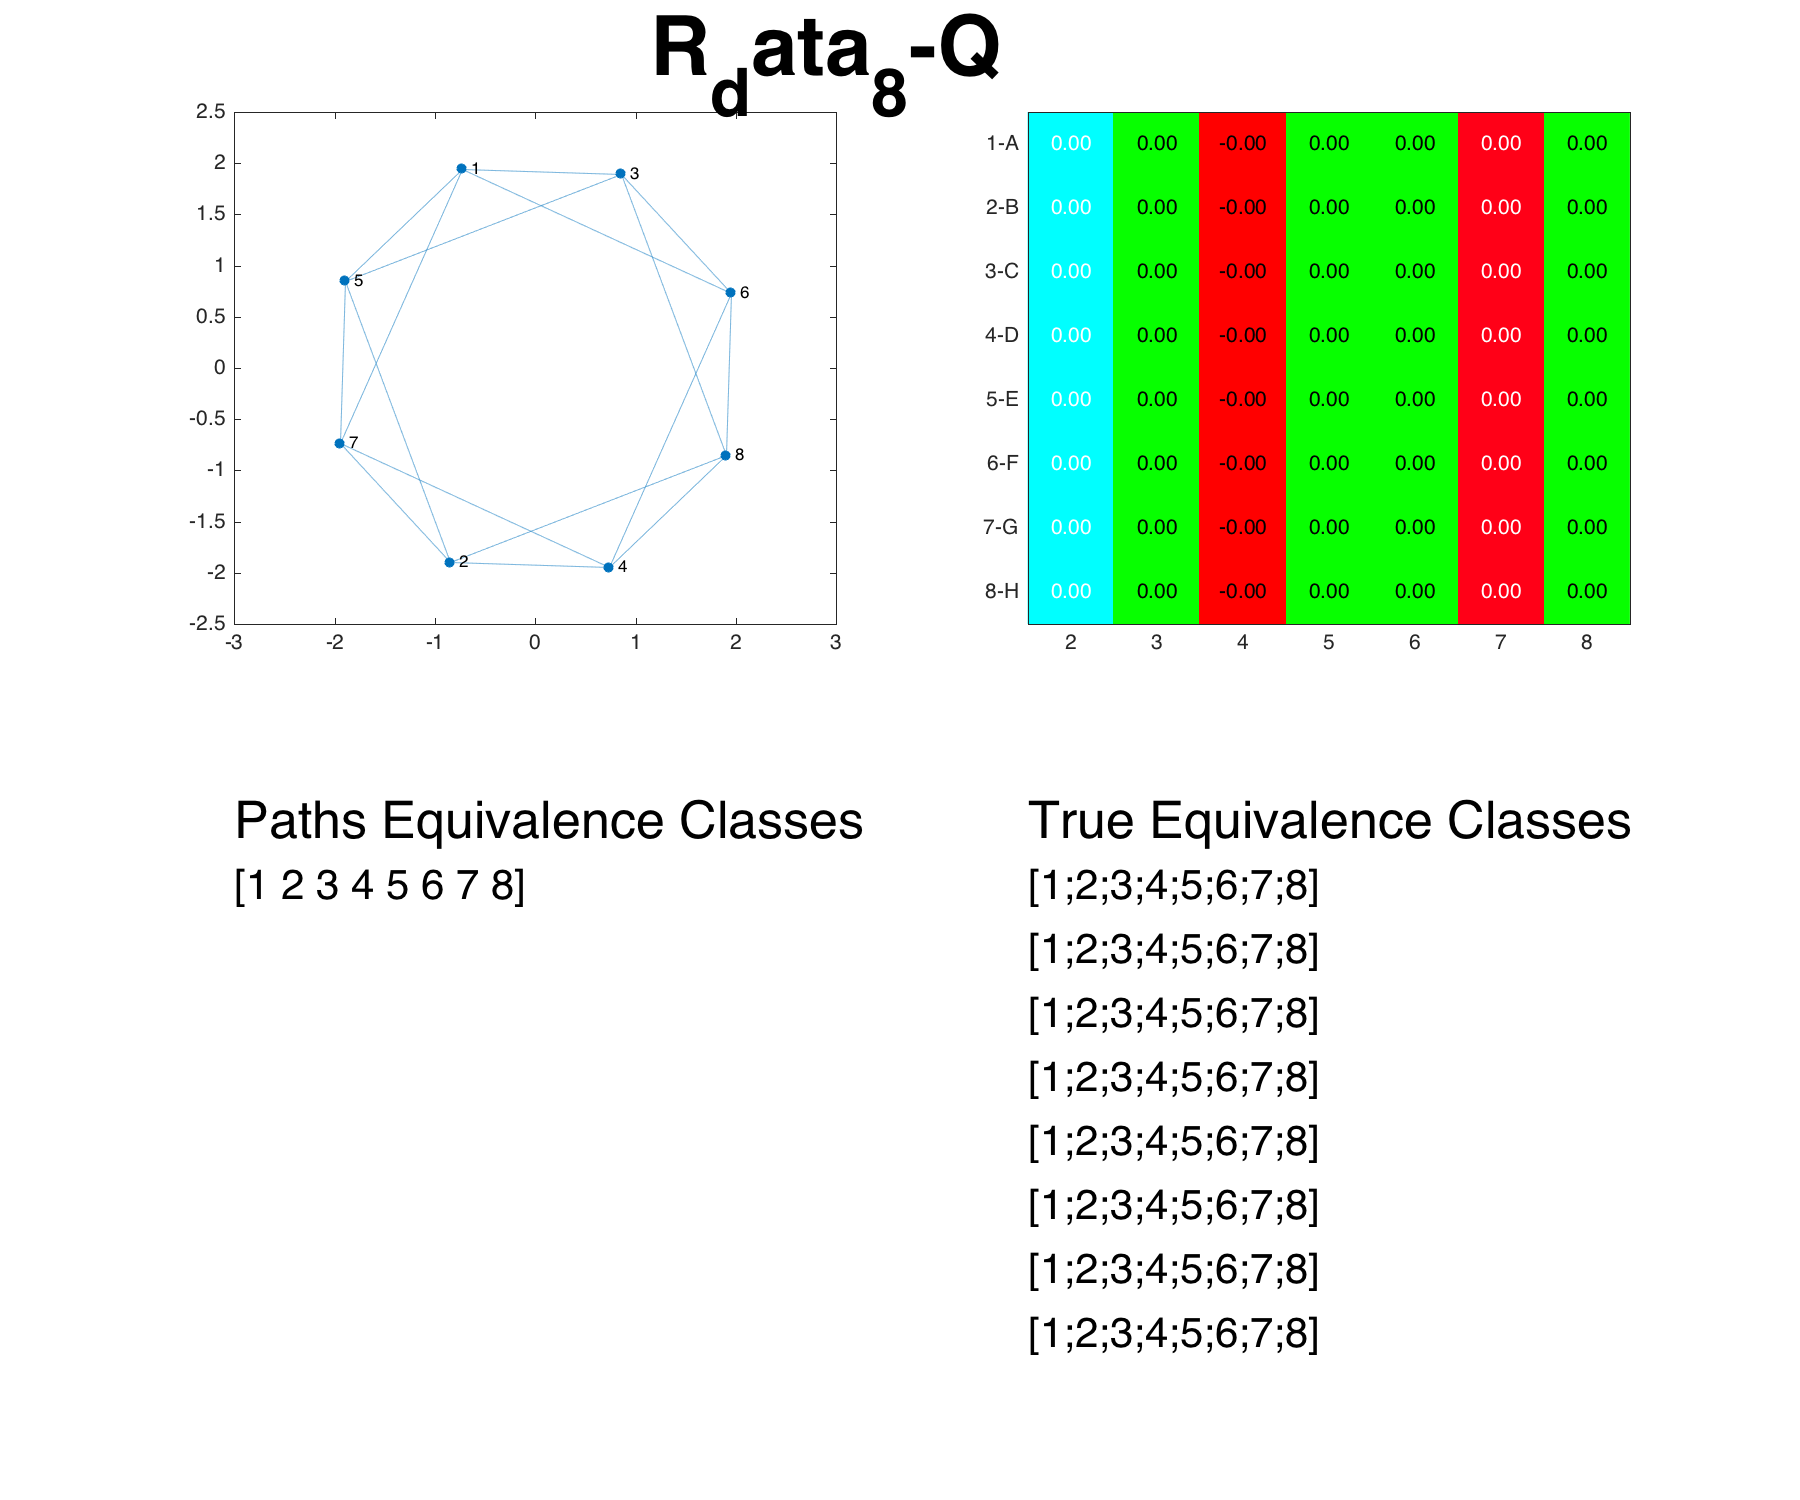 R_data_8-Q
2.5
2
1.5
1
0.5
0
-0.5
-1
-1.5
-2
-2.5
-3 -2 -1 0 1 2 3
1
3
5
6
7
8
2
4
1-A 0.00 0.00 -0.00 0.00 0.00 0.00 0.00
2-B 0.00 0.00 -0.00 0.00 0.00 0.00 0.00
3-C 0.00 0.00 -0.00 0.00 0.00 0.00 0.00
4-D 0.00 0.00 -0.00 0.00 0.00 0.00 0.00
5-E 0.00 0.00 -0.00 0.00 0.00 0.00 0.00
6-F 0.00 0.00 -0.00 0.00 0.00 0.00 0.00
7-G 0.00 0.00 -0.00 0.00 0.00 0.00 0.00
8-H 0.00 0.00 -0.00 0.00 0.00 0.00 0.00
2 3 4 5 6 7 8
Paths Equivalence Classes
[1 2 3 4 5 6 7 8]
True Equivalence Classes
[1;2;3;4;5;6;7;8]
[1;2;3;4;5;6;7;8]
[1;2;3;4;5;6;7;8]
[1;2;3;4;5;6;7;8]
[1;2;3;4;5;6;7;8]
[1;2;3;4;5;6;7;8]
[1;2;3;4;5;6;7;8]
[1;2;3;4;5;6;7;8]